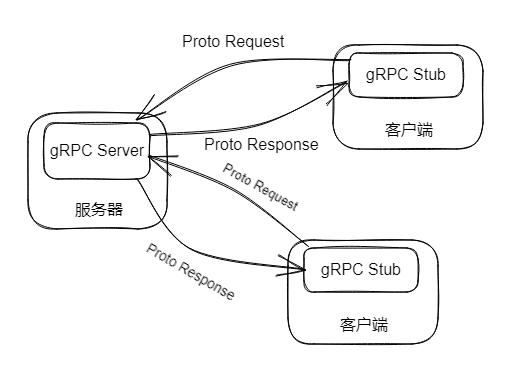 Proto Request
gRPC Stub
客户端
gRPC Server
服务器
Proto Response
Proto Request
Proto Response
gRPC Stub
客户端